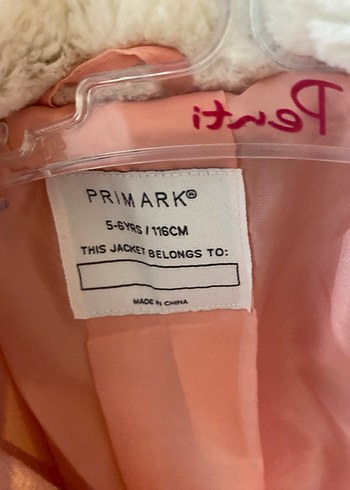 Penti
PRIMARK®
5-6YRS / 116CM
THIS JACKET BELONGS TO:
MADE IN CHINA